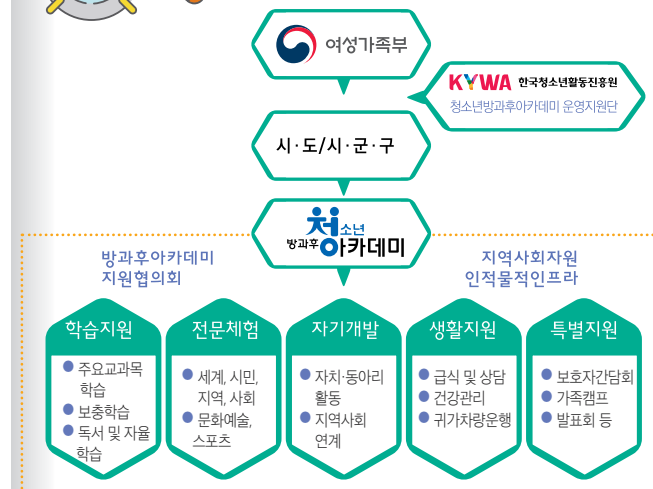 여성가족부
KYWA 한국청소년활동진흥원
청소년방과후아카데미 운영지원단
시·도/시·군·구
청소년
방과후아카데미
방과후아카데미
지원협의회
지역사회자원
인적물적인프라
학습지원
주요교과목
학습
보충학습
독서 및 자율
학습
전문체험
세계, 시민,
지역, 사회
문화예술,
스포츠
자기개발
자치·동아리
활동
지역사회
연계
생활지원
급식 및 상담
건강관리
귀가차량운행
특별지원
보호자간담회
가족캠프
발표회 등